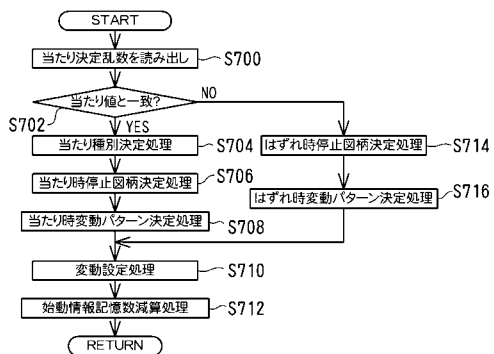 START
当たり決定乱数を読み出し
S700
当たり値と一致?
NO
S702
YES
当たり種別決定処理
S704
はずれ時停止図柄決定処理
S714
当たり時停止図柄決定処理
S706
はずれ時変動パターン決定処理
S716
当たり時変動パターン決定処理
S708
変動設定処理
S710
始動情報記憶数減算処理
S712
RETURN